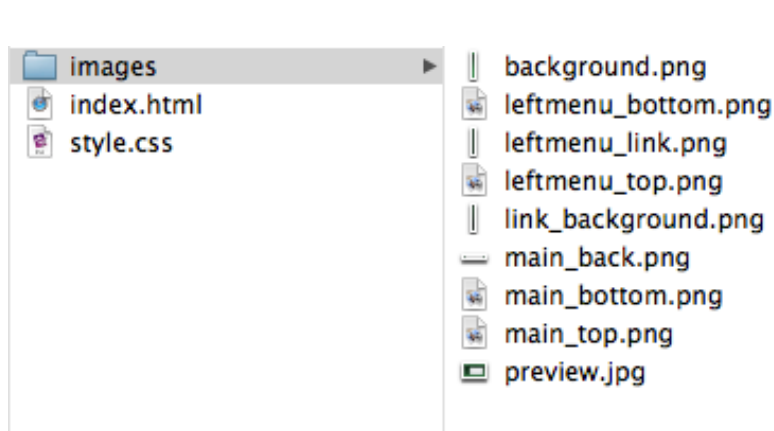 images
index.html
style.css
background.png
leftmenu_bottom.png
leftmenu_link.png
leftmenu_top.png
link_background.png
main_back.png
main_bottom.png
main_top.png
preview.jpg